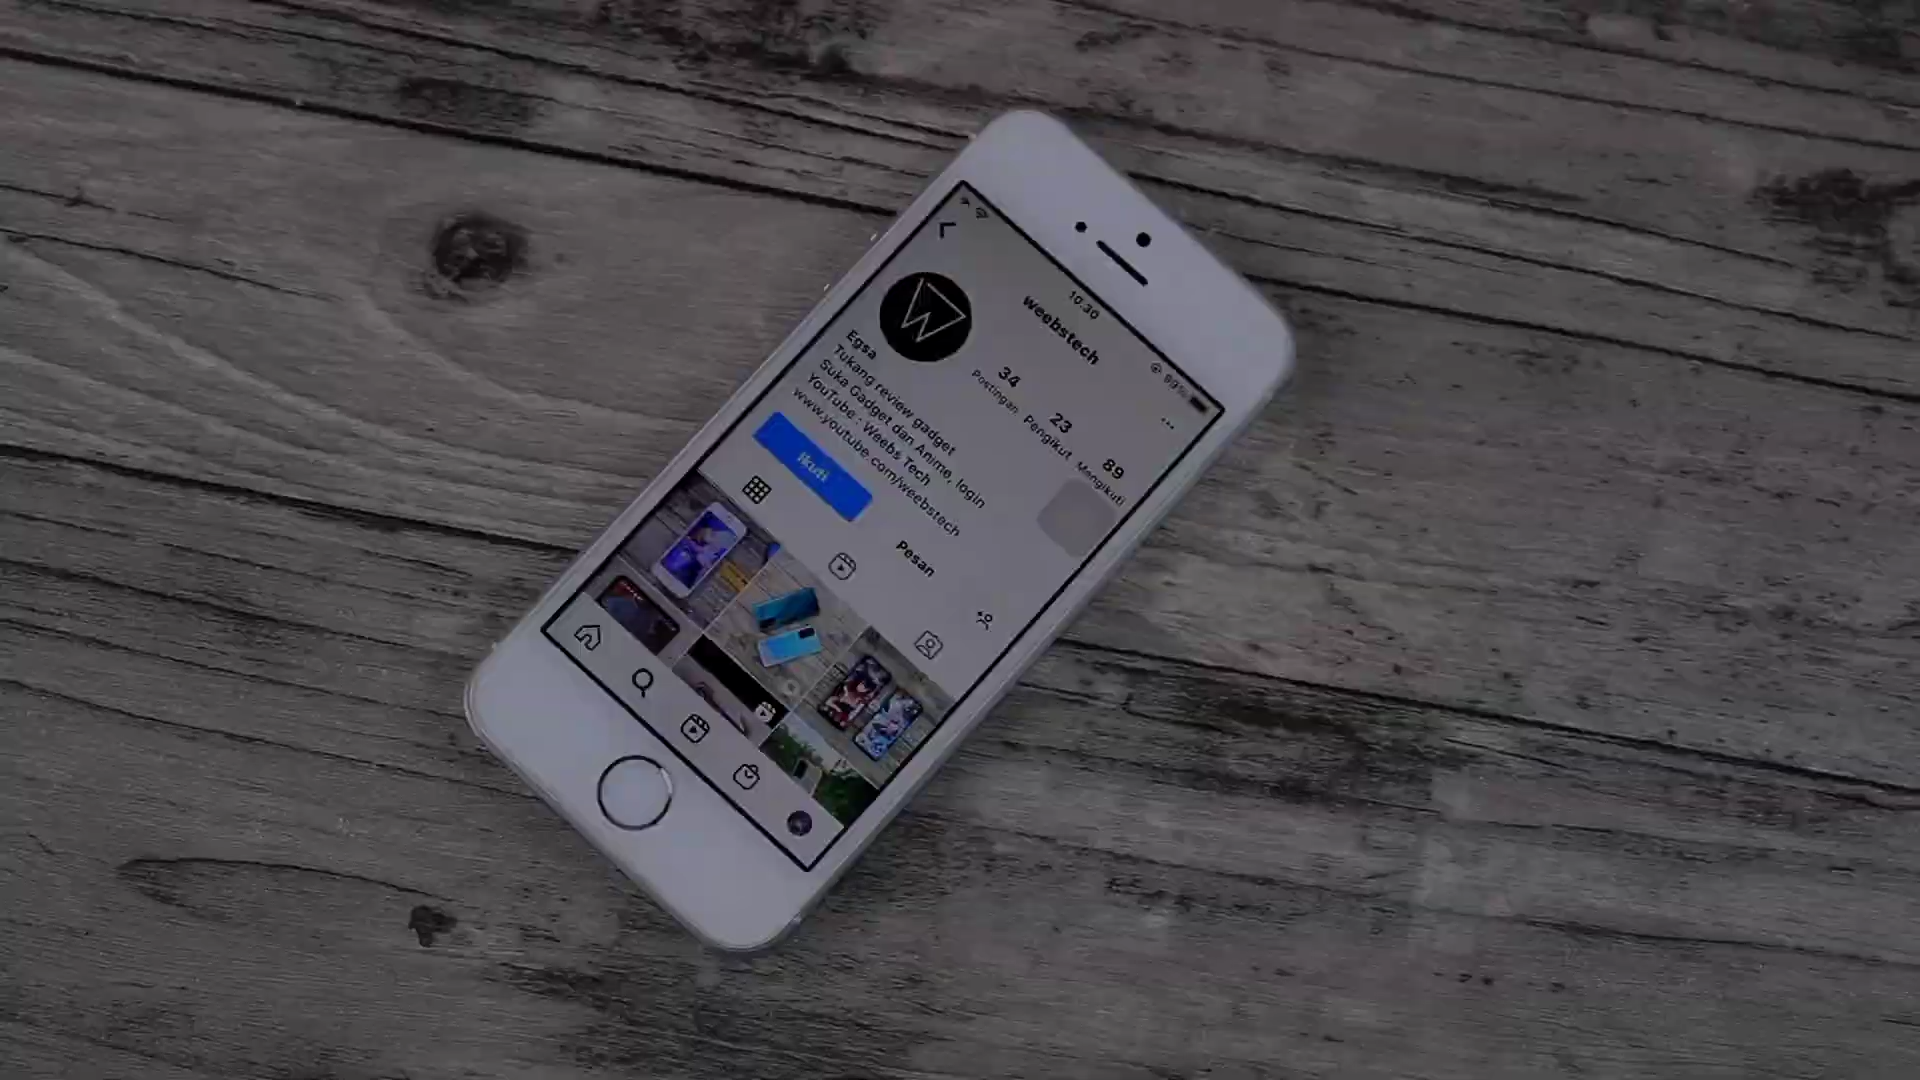 10.30
99%
weebstech
34
Postingan
23
Pengikut
89
Mengikuti
Egsa
Tukang review gadget
Suka Gadget dan Anime, login
YouTube : Weebs Tech
www.youtube.com/weebstech
Ikuti
Pesan